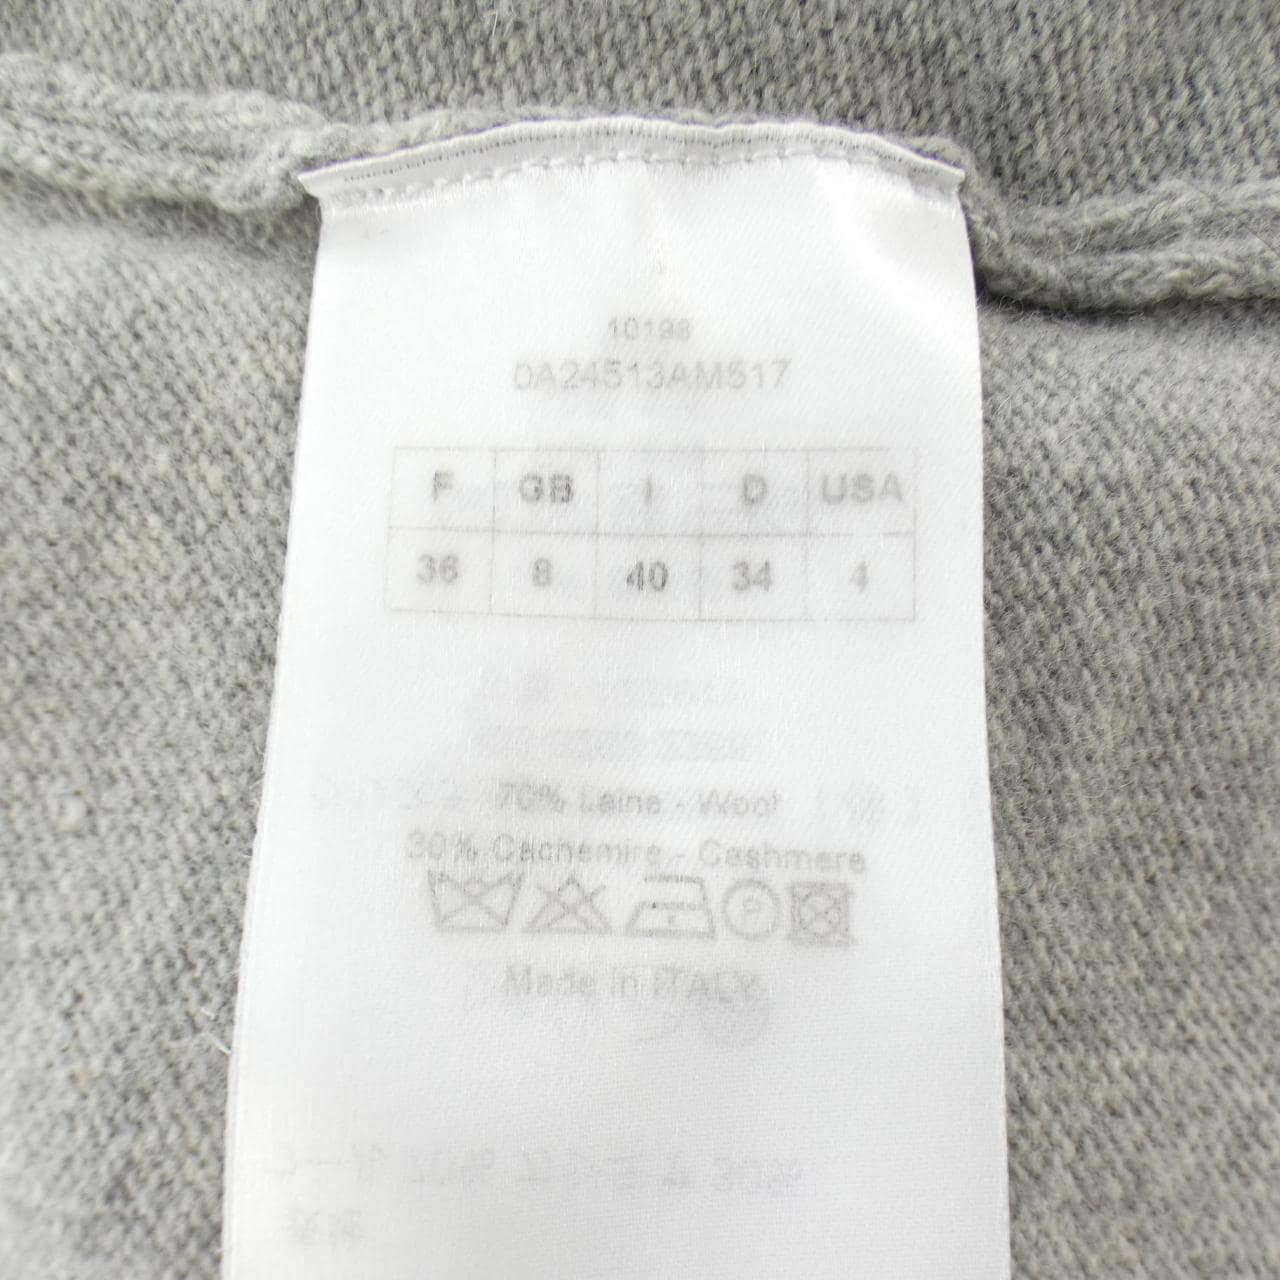 10198
0A24513AM517
F GB I D USA
36 8 40 34 4
70% Laine - Wool
30% Cachemire - Cashmere
P
Made in ITALY